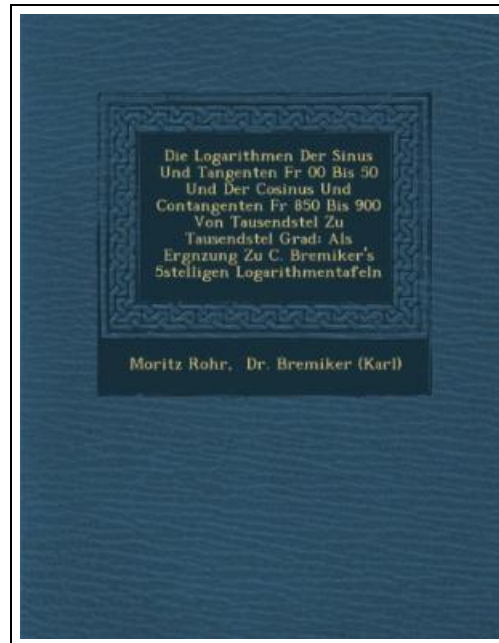 Die Logarithmen Der Sinus
Und Tangenten Fr 00 Bis 50
Und Der Cosinus Und
Contangenten Fr 850 Bis 900
Von Tausendstel Zu
Tausendstel Grad: Als
Ergnzung Zu C. Bremiker's
5stelligen Logarithmentafeln
Moritz Rohr, Dr. Bremiker (Karl)